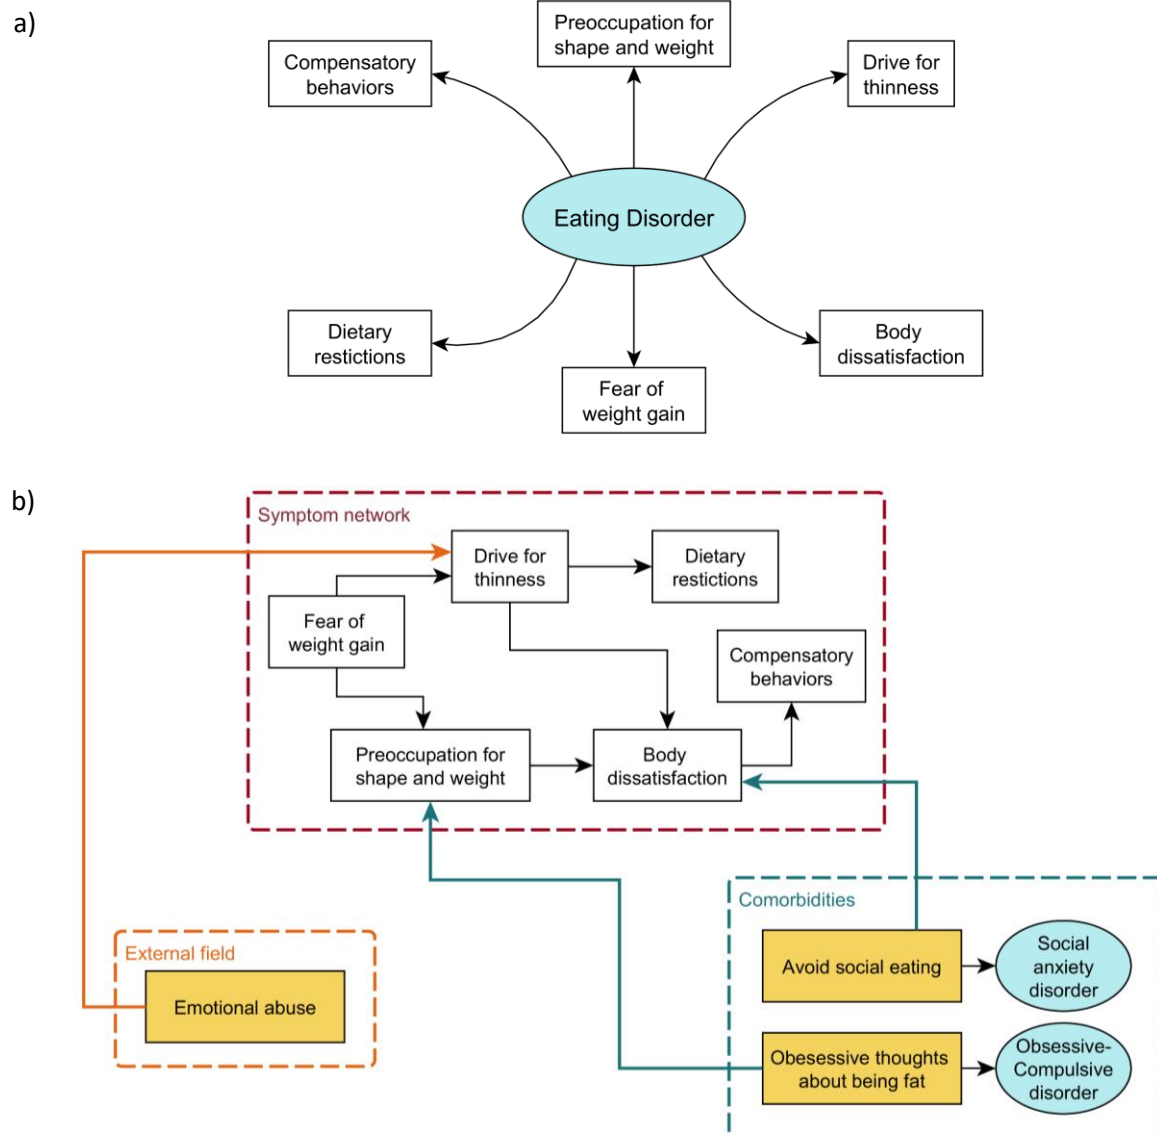 a)
Preoccupation for
shape and weight
Compensatory
behaviors
Drive for
thinness
Eating Disorder
Dietary
restictions
Body
dissatisfaction
Fear of
weight gain
b)
Symptom network
Drive for
thinness
Dietary
restictions
Fear of
weight gain
Compensatory
behaviors
Preoccupation for
shape and weight
Body
dissatisfaction
Comorbidities
External field
Avoid social eating
Social
anxiety
disorder
Emotional abuse
Obesessive thoughts
about being fat
Obsessive-
Compulsive
disorder